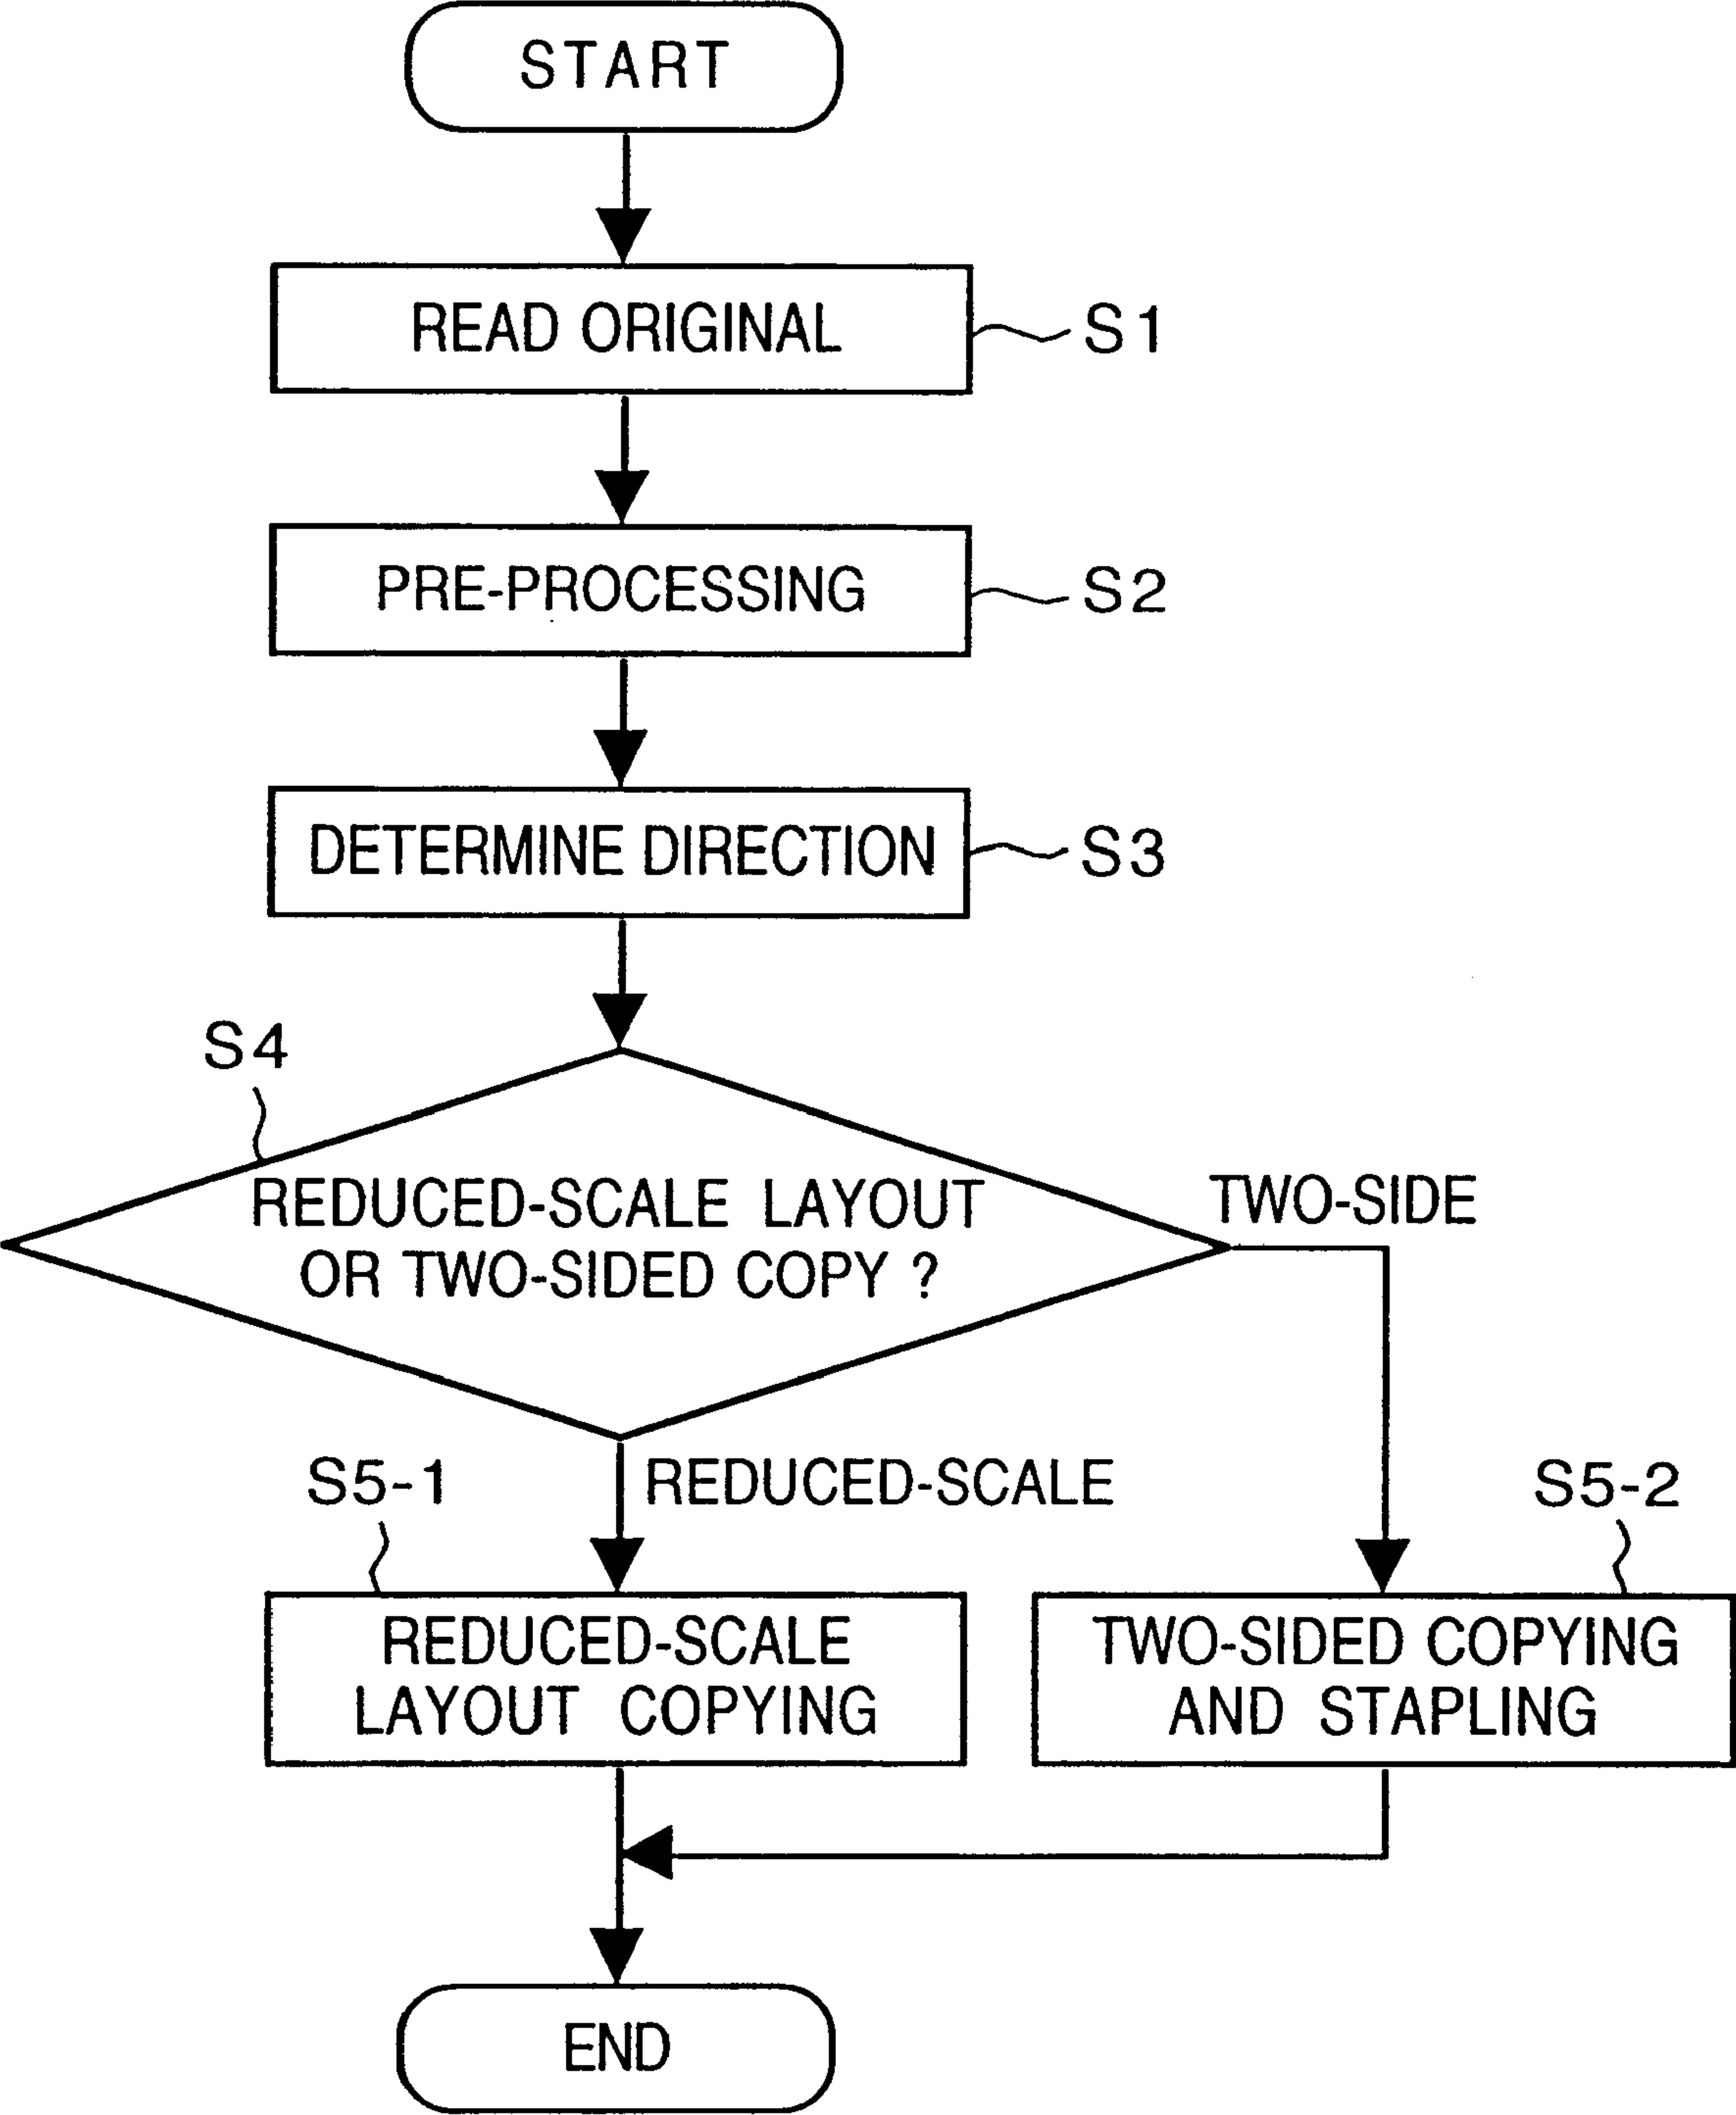 START
READ ORIGINAL
S1
PRE-PROCESSING
S2
DETERMINE DIRECTION
S3
S4
REDUCED-SCALE LAYOUT
OR TWO-SIDED COPY ?
TWO-SIDE
REDUCED-SCALE
S5-1
REDUCED-SCALE
LAYOUT COPYING
S5-2
TWO-SIDED COPYING
AND STAPLING
END